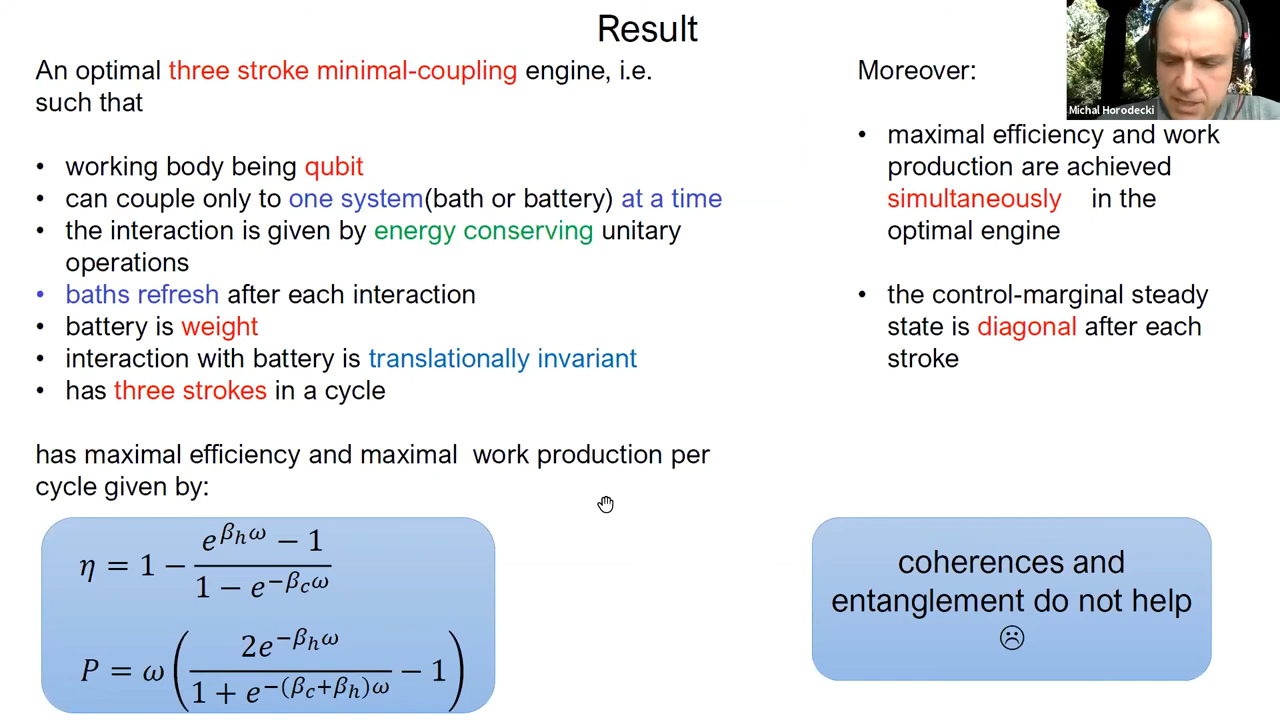 Result
An optimal three stroke minimal-coupling engine, i.e.
such that
• working body being qubit
• can couple only to one system(bath or battery) at a time
• the interaction is given by energy conserving unitary
operations
• baths refresh after each interaction
• battery is weight
• interaction with battery is translationally invariant
• has three strokes in a cycle
has maximal efficiency and maximal work production per
cycle given by:
η = 1 − (e^{β_h ω} − 1) / (1 − e^{−β_c ω})
P = ω ( 2e^{−β_h ω} / (1 + e^{−(β_c+β_h)ω}) − 1 )
Moreover:
• maximal efficiency and work
production are achieved
simultaneously in the
optimal engine
• the control-marginal steady
state is diagonal after each
stroke
coherences and
entanglement do not help
☹
Michal Horodecki